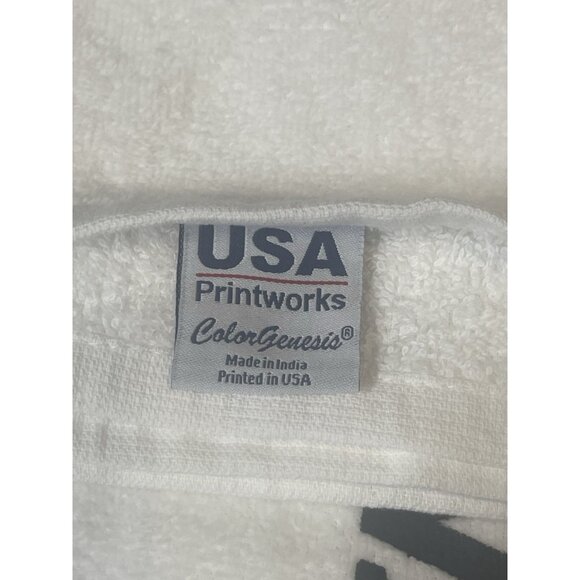 USA
Printworks
ColorGenesis®
Made in India
Printed in USA